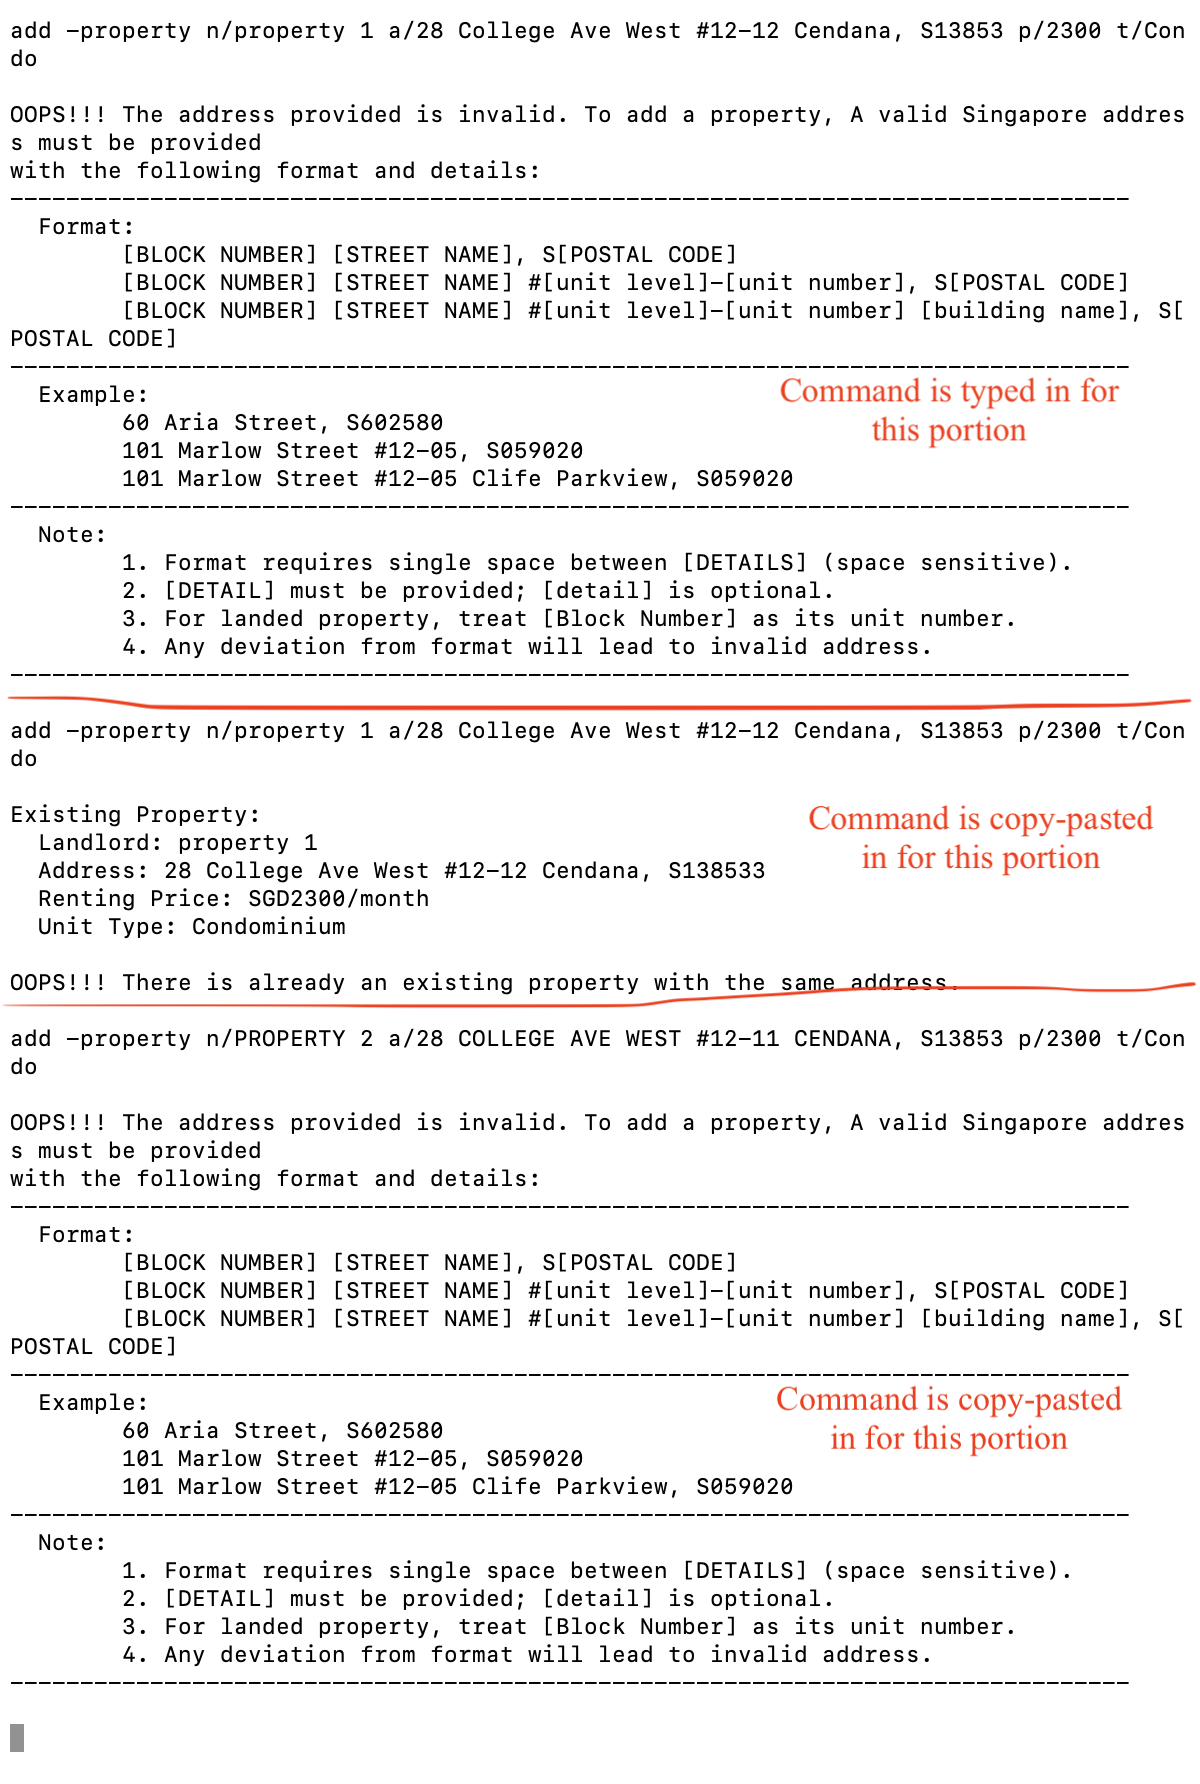 add -property n/property 1 a/28 College Ave West #12-12 Cendana, S13853 p/2300 t/Con
do
OOPS!!! The address provided is invalid. To add a property, A valid Singapore addres
s must be provided
with the following format and details:
--------------------------------------------------------------------------------
Format:
[BLOCK NUMBER] [STREET NAME], S[POSTAL CODE]
[BLOCK NUMBER] [STREET NAME] #[unit level]-[unit number], S[POSTAL CODE]
[BLOCK NUMBER] [STREET NAME] #[unit level]-[unit number] [building name], S[
POSTAL CODE]
--------------------------------------------------------------------------------
Example:
60 Aria Street, S602580
101 Marlow Street #12-05, S059020
101 Marlow Street #12-05 Clife Parkview, S059020
Command is typed in for
this portion
--------------------------------------------------------------------------------
Note:
1. Format requires single space between [DETAILS] (space sensitive).
2. [DETAIL] must be provided; [detail] is optional.
3. For landed property, treat [Block Number] as its unit number.
4. Any deviation from format will lead to invalid address.
--------------------------------------------------------------------------------
add -property n/property 1 a/28 College Ave West #12-12 Cendana, S13853 p/2300 t/Con
do
Existing Property:
Landlord: property 1
Address: 28 College Ave West #12-12 Cendana, S138533
Renting Price: SGD2300/month
Unit Type: Condominium
Command is copy-pasted
in for this portion
OOPS!!! There is already an existing property with the same address.
add -property n/PROPERTY 2 a/28 COLLEGE AVE WEST #12-11 CENDANA, S13853 p/2300 t/Con
do
OOPS!!! The address provided is invalid. To add a property, A valid Singapore addres
s must be provided
with the following format and details:
--------------------------------------------------------------------------------
Format:
[BLOCK NUMBER] [STREET NAME], S[POSTAL CODE]
[BLOCK NUMBER] [STREET NAME] #[unit level]-[unit number], S[POSTAL CODE]
[BLOCK NUMBER] [STREET NAME] #[unit level]-[unit number] [building name], S[
POSTAL CODE]
--------------------------------------------------------------------------------
Example:
60 Aria Street, S602580
101 Marlow Street #12-05, S059020
101 Marlow Street #12-05 Clife Parkview, S059020
Command is copy-pasted
in for this portion
--------------------------------------------------------------------------------
Note:
1. Format requires single space between [DETAILS] (space sensitive).
2. [DETAIL] must be provided; [detail] is optional.
3. For landed property, treat [Block Number] as its unit number.
4. Any deviation from format will lead to invalid address.
--------------------------------------------------------------------------------